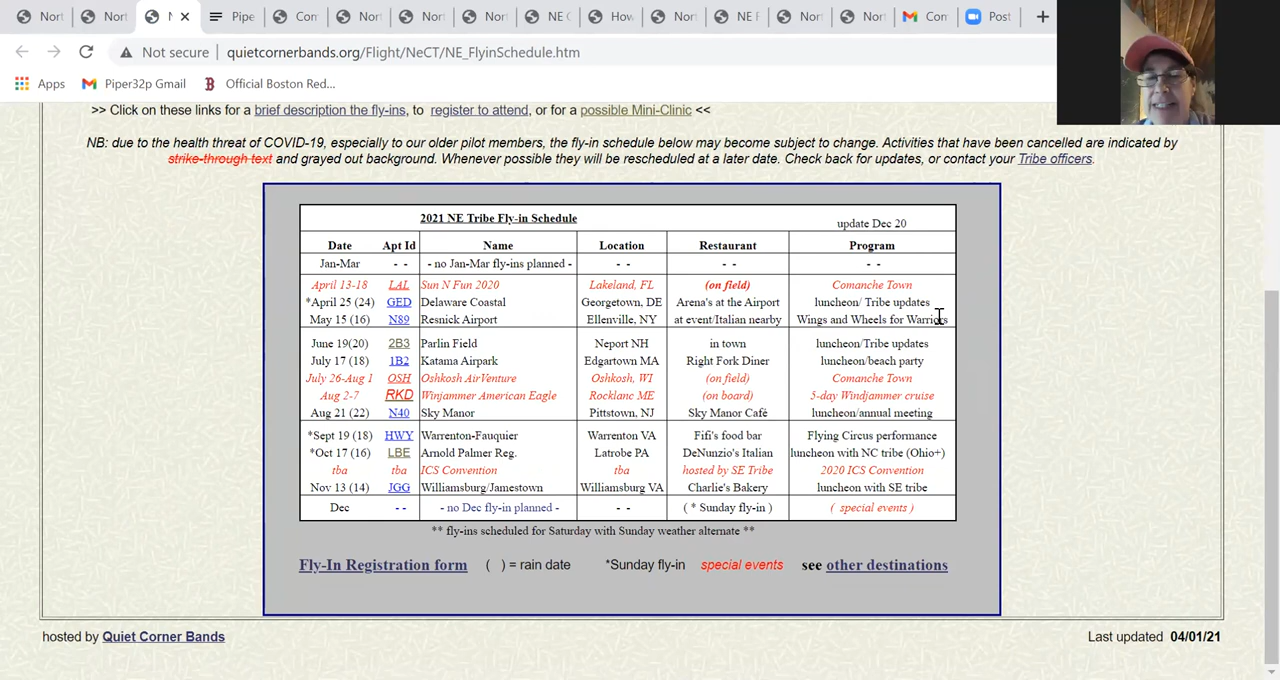 Nort
Nort
N
Pipe
Con
Nort
Nort
Nort
NE C
How
Nort
NE F
Nort
Nort
Con
Post
Not secure
quietcornerbands.org/Flight/NeCT/NE_FlyinSchedule.htm
Apps
Piper32p Gmail
Official Boston Red...
>> Click on these links for a brief description the fly-ins, to register to attend, or for a possible Mini-Clinic <<
NB: due to the health threat of COVID-19, especially to our older pilot members, the fly-in schedule below may become subject to change. Activities that have been cancelled are indicated by
strike-through text and grayed out background. Whenever possible they will be rescheduled at a later date. Check back for updates, or contact your Tribe officers.
2021 NE Tribe Fly-in Schedule update Dec 20
Date Apt Id Name Location Restaurant Program
Jan-Mar - - - no Jan-Mar fly-ins planned - - - - - - -
April 13-18 LAL Sun N Fun 2020 Lakeland, FL (on field) Comanche Town
*April 25 (24) GED Delaware Coastal Georgetown, DE Arena's at the Airport luncheon/ Tribe updates
May 15 (16) N89 Resnick Airport Ellenville, NY at event/Italian nearby Wings and Wheels for Warriors
June 19(20) 2B3 Parlin Field Neport NH in town luncheon/Tribe updates
July 17 (18) 1B2 Katama Airpark Edgartown MA Right Fork Diner luncheon/beach party
July 26-Aug 1 OSH Oshkosh AirVenture Oshkosh, WI (on field) Comanche Town
Aug 2-7 RKD Winjammer American Eagle Rocklanc ME (on board) 5-day Windjammer cruise
Aug 21 (22) N40 Sky Manor Pittstown, NJ Sky Manor Café luncheon/annual meeting
*Sept 19 (18) HWY Warrenton-Fauquier Warrenton VA Fifi's food bar Flying Circus performance
*Oct 17 (16) LBE Arnold Palmer Reg. Latrobe PA DeNunzio's Italian luncheon with NC tribe (Ohio+)
tba tba ICS Convention tba hosted by SE Tribe 2020 ICS Convention
Nov 13 (14) JGG Williamsburg/Jamestown Williamsburg VA Charlie's Bakery luncheon with SE tribe
Dec - - - no Dec fly-in planned - - - ( * Sunday fly-in ) ( special events )
** fly-ins scheduled for Saturday with Sunday weather alternate **
Fly-In Registration form ( ) = rain date *Sunday fly-in special events see other destinations
hosted by Quiet Corner Bands Last updated 04/01/21